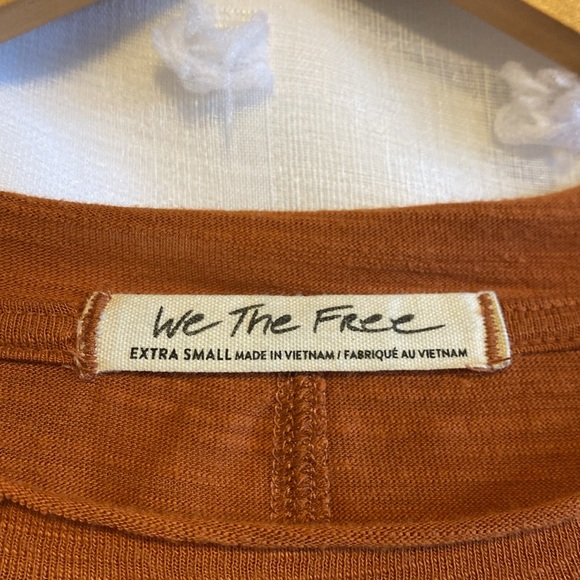 We The Free
EXTRA SMALL MADE IN VIETNAM / FABRIQUÉ AU VIETNAM